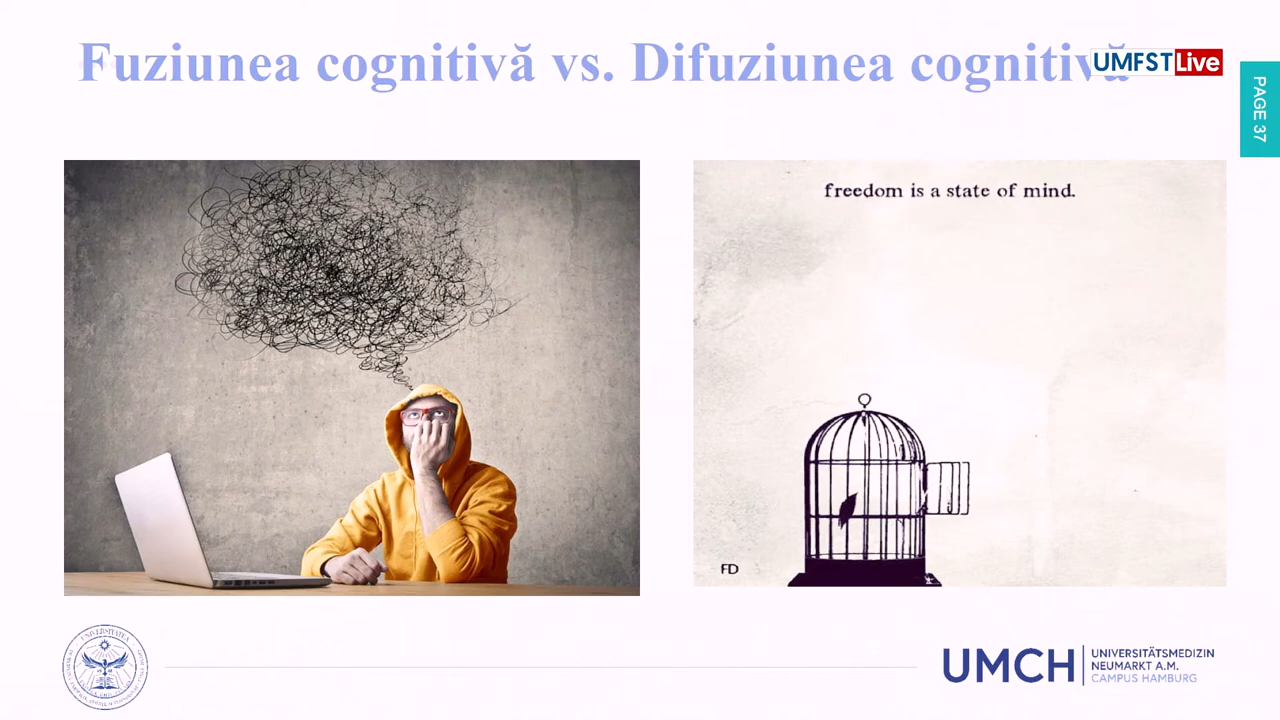 Fuziunea cognitivă vs. Difuziunea cognitivă
UMFST Live
PAGE 37
freedom is a state of mind.
FD
UNIVERSITATEA
UMCH
UNIVERSITÄTSMEDIZIN
NEUMARKT A.M.
CAMPUS HAMBURG